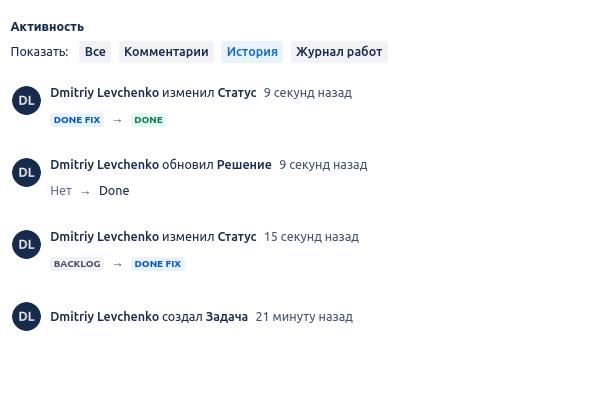 Активность
Показать: Все Комментарии История Журнал работ
DL Dmitriy Levchenko изменил Статус 9 секунд назад
DONE FIX → DONE
DL Dmitriy Levchenko обновил Решение 9 секунд назад
Нет → Done
DL Dmitriy Levchenko изменил Статус 15 секунд назад
BACKLOG → DONE FIX
DL Dmitriy Levchenko создал Задача 21 минуту назад